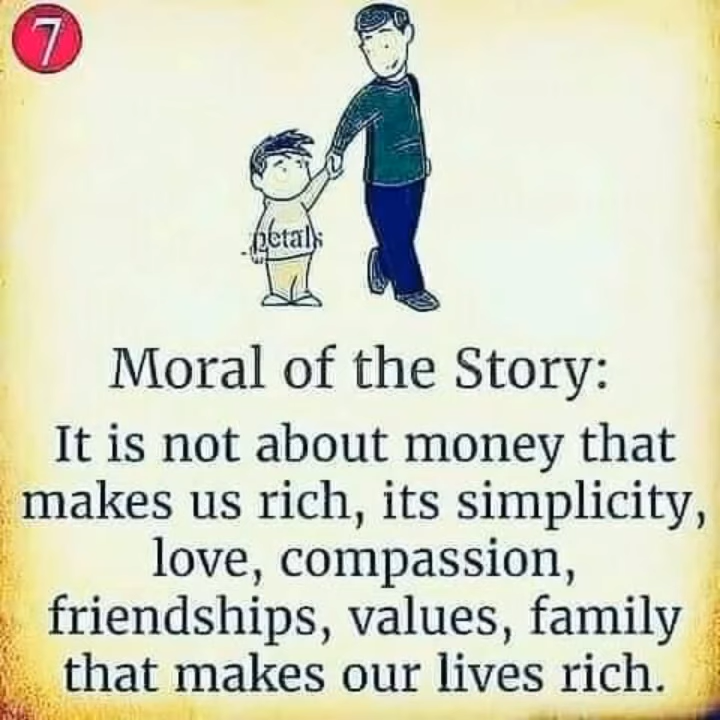 7
petals
Moral of the Story:
It is not about money that
makes us rich, its simplicity,
love, compassion,
friendships, values, family
that makes our lives rich.